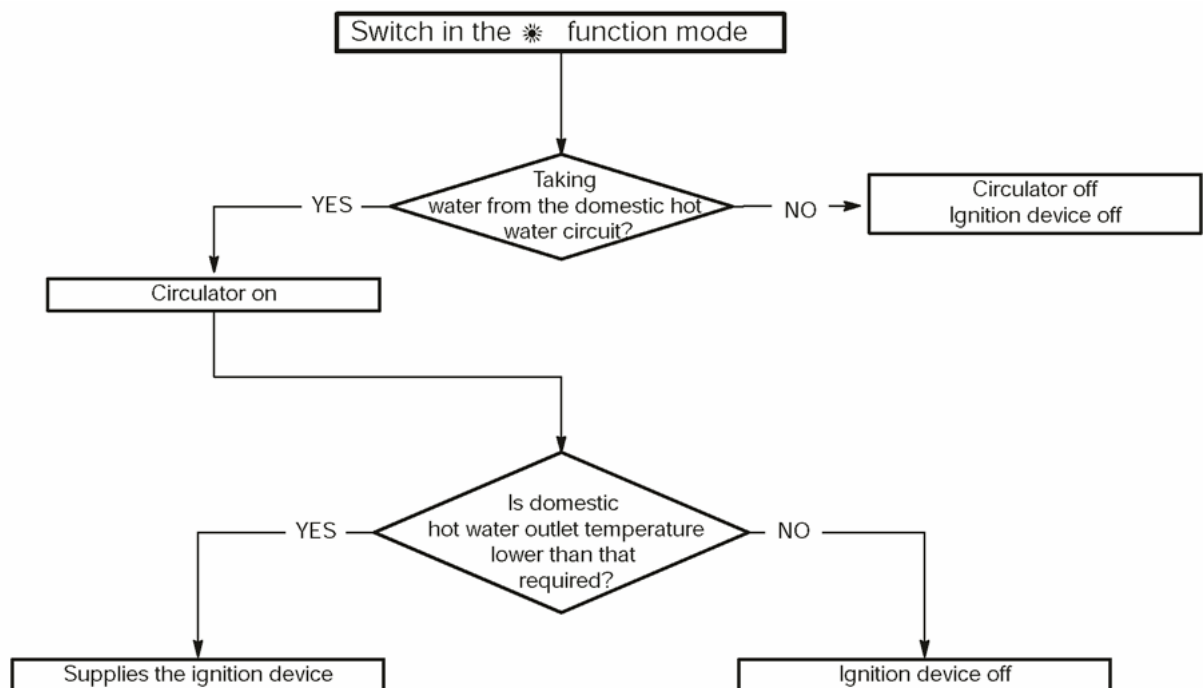 Switch in the ☀ function mode
Taking
water from the domestic hot
water circuit?
YES
NO
Circulator off
Ignition device off
Circulator on
Is domestic
hot water outlet temperature
lower than that
required?
YES
NO
Supplies the ignition device
Ignition device off